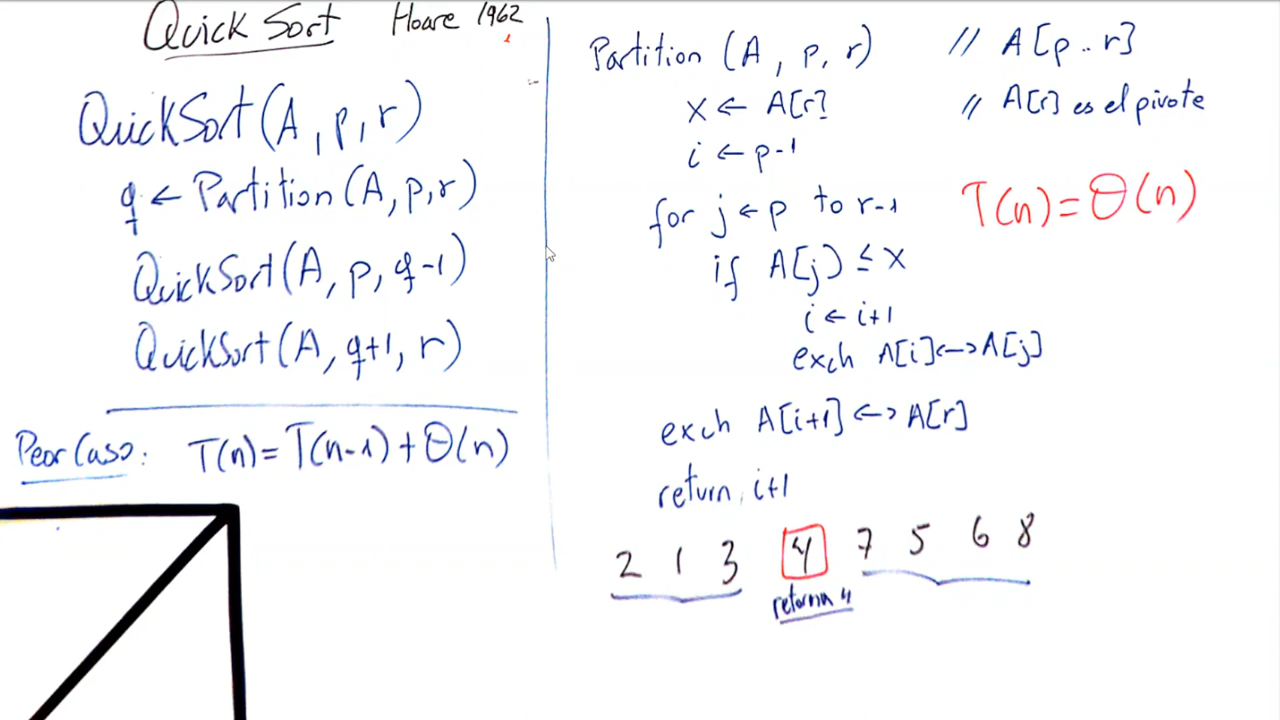 Quick Sort Hoare 1962
QuickSort(A, p, r)
q ← Partition (A, p, r)
QuickSort(A, p, q-1)
QuickSort(A, q+1, r)
Peor Caso: T(n) = T(n-1) + Θ(n)
Partition (A, p, r) // A[p .. r]
x ← A[r] // A[r] es el pivote
i ← p-1
for j ← p to r-1 T(n) = Θ(n)
if A[j] ≤ x
i ← i+1
exch A[i] ↔ A[j]
exch A[i+1] ↔ A[r]
return i+1
2 1 3 4 7 5 6 8
retorna 4